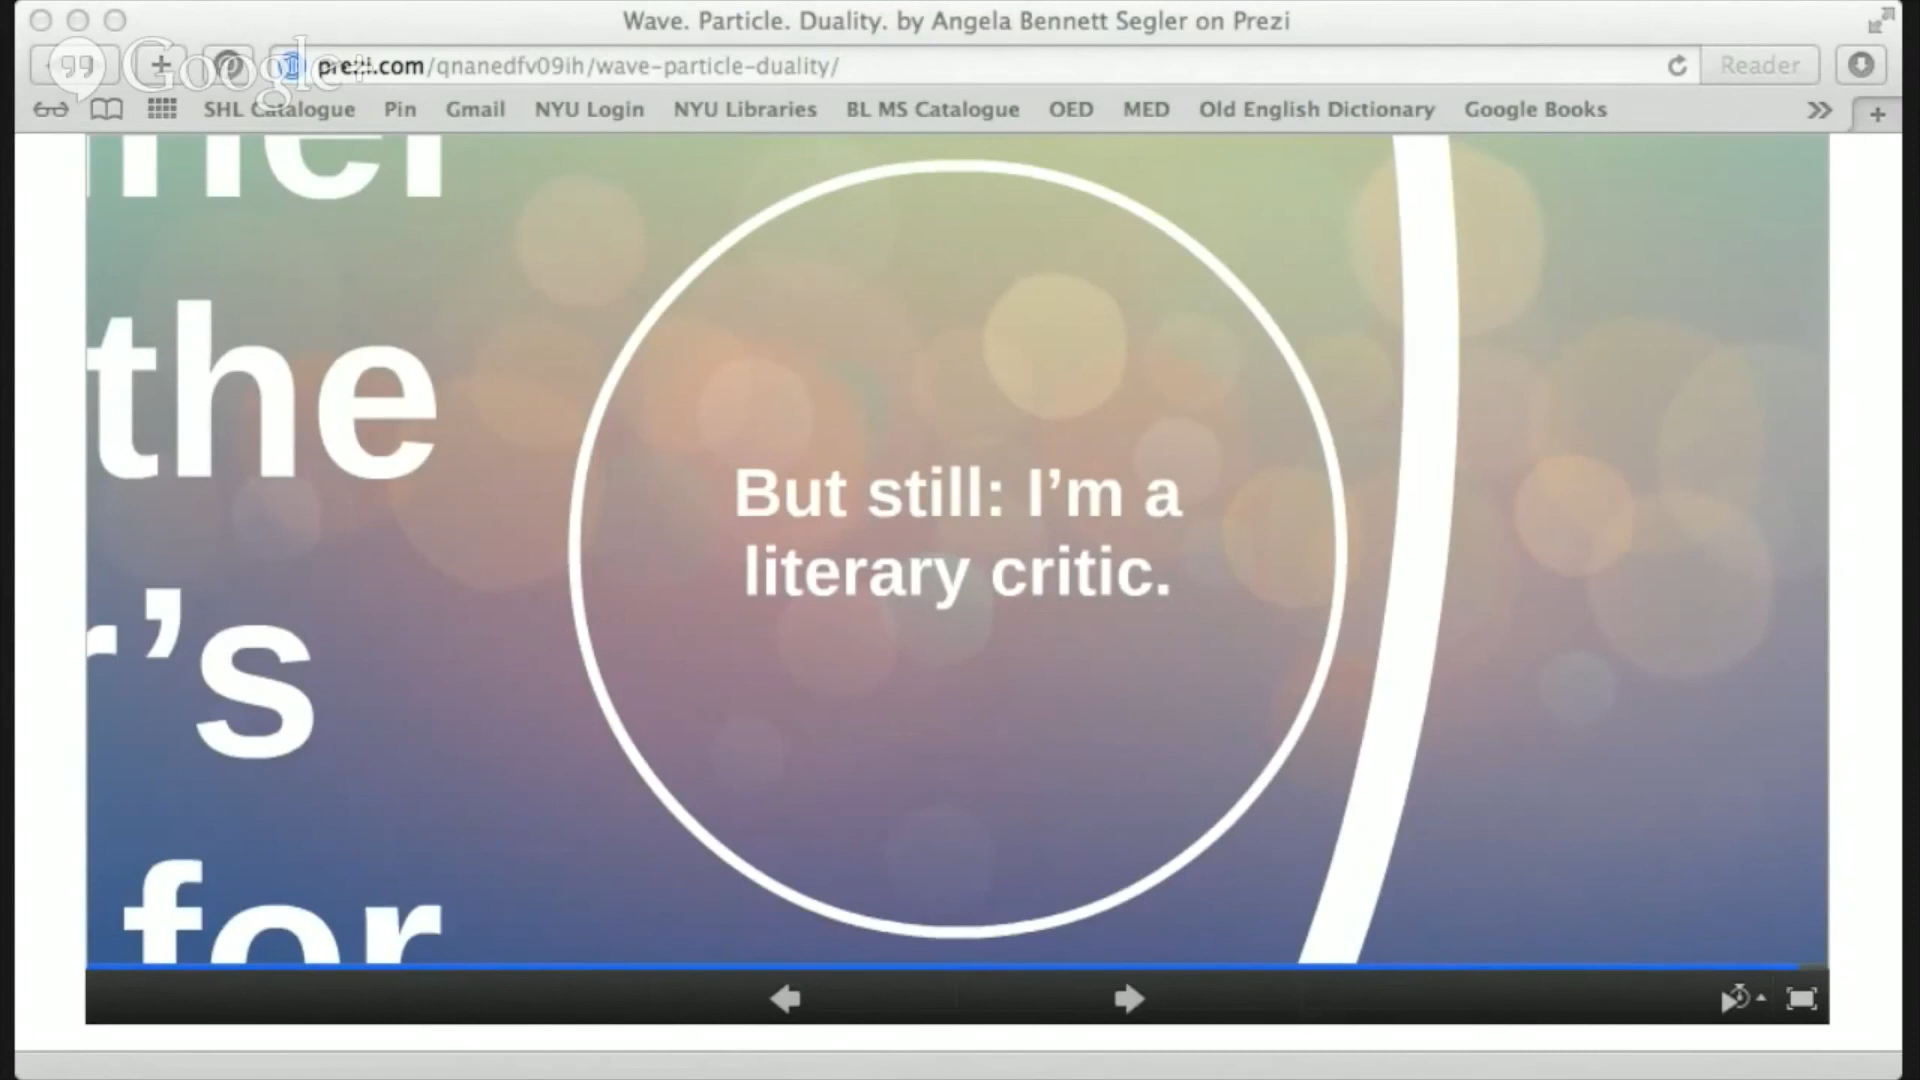 Wave. Particle. Duality. by Angela Bennett Segler on Prezi
Google+
prezi.com/qnanedfv09ih/wave-particle-duality/
Reader
SHL Catalogue Pin Gmail NYU Login NYU Libraries BL MS Catalogue OED MED Old English Dictionary Google Books
the
But still: I’m a
literary critic.
’s
for